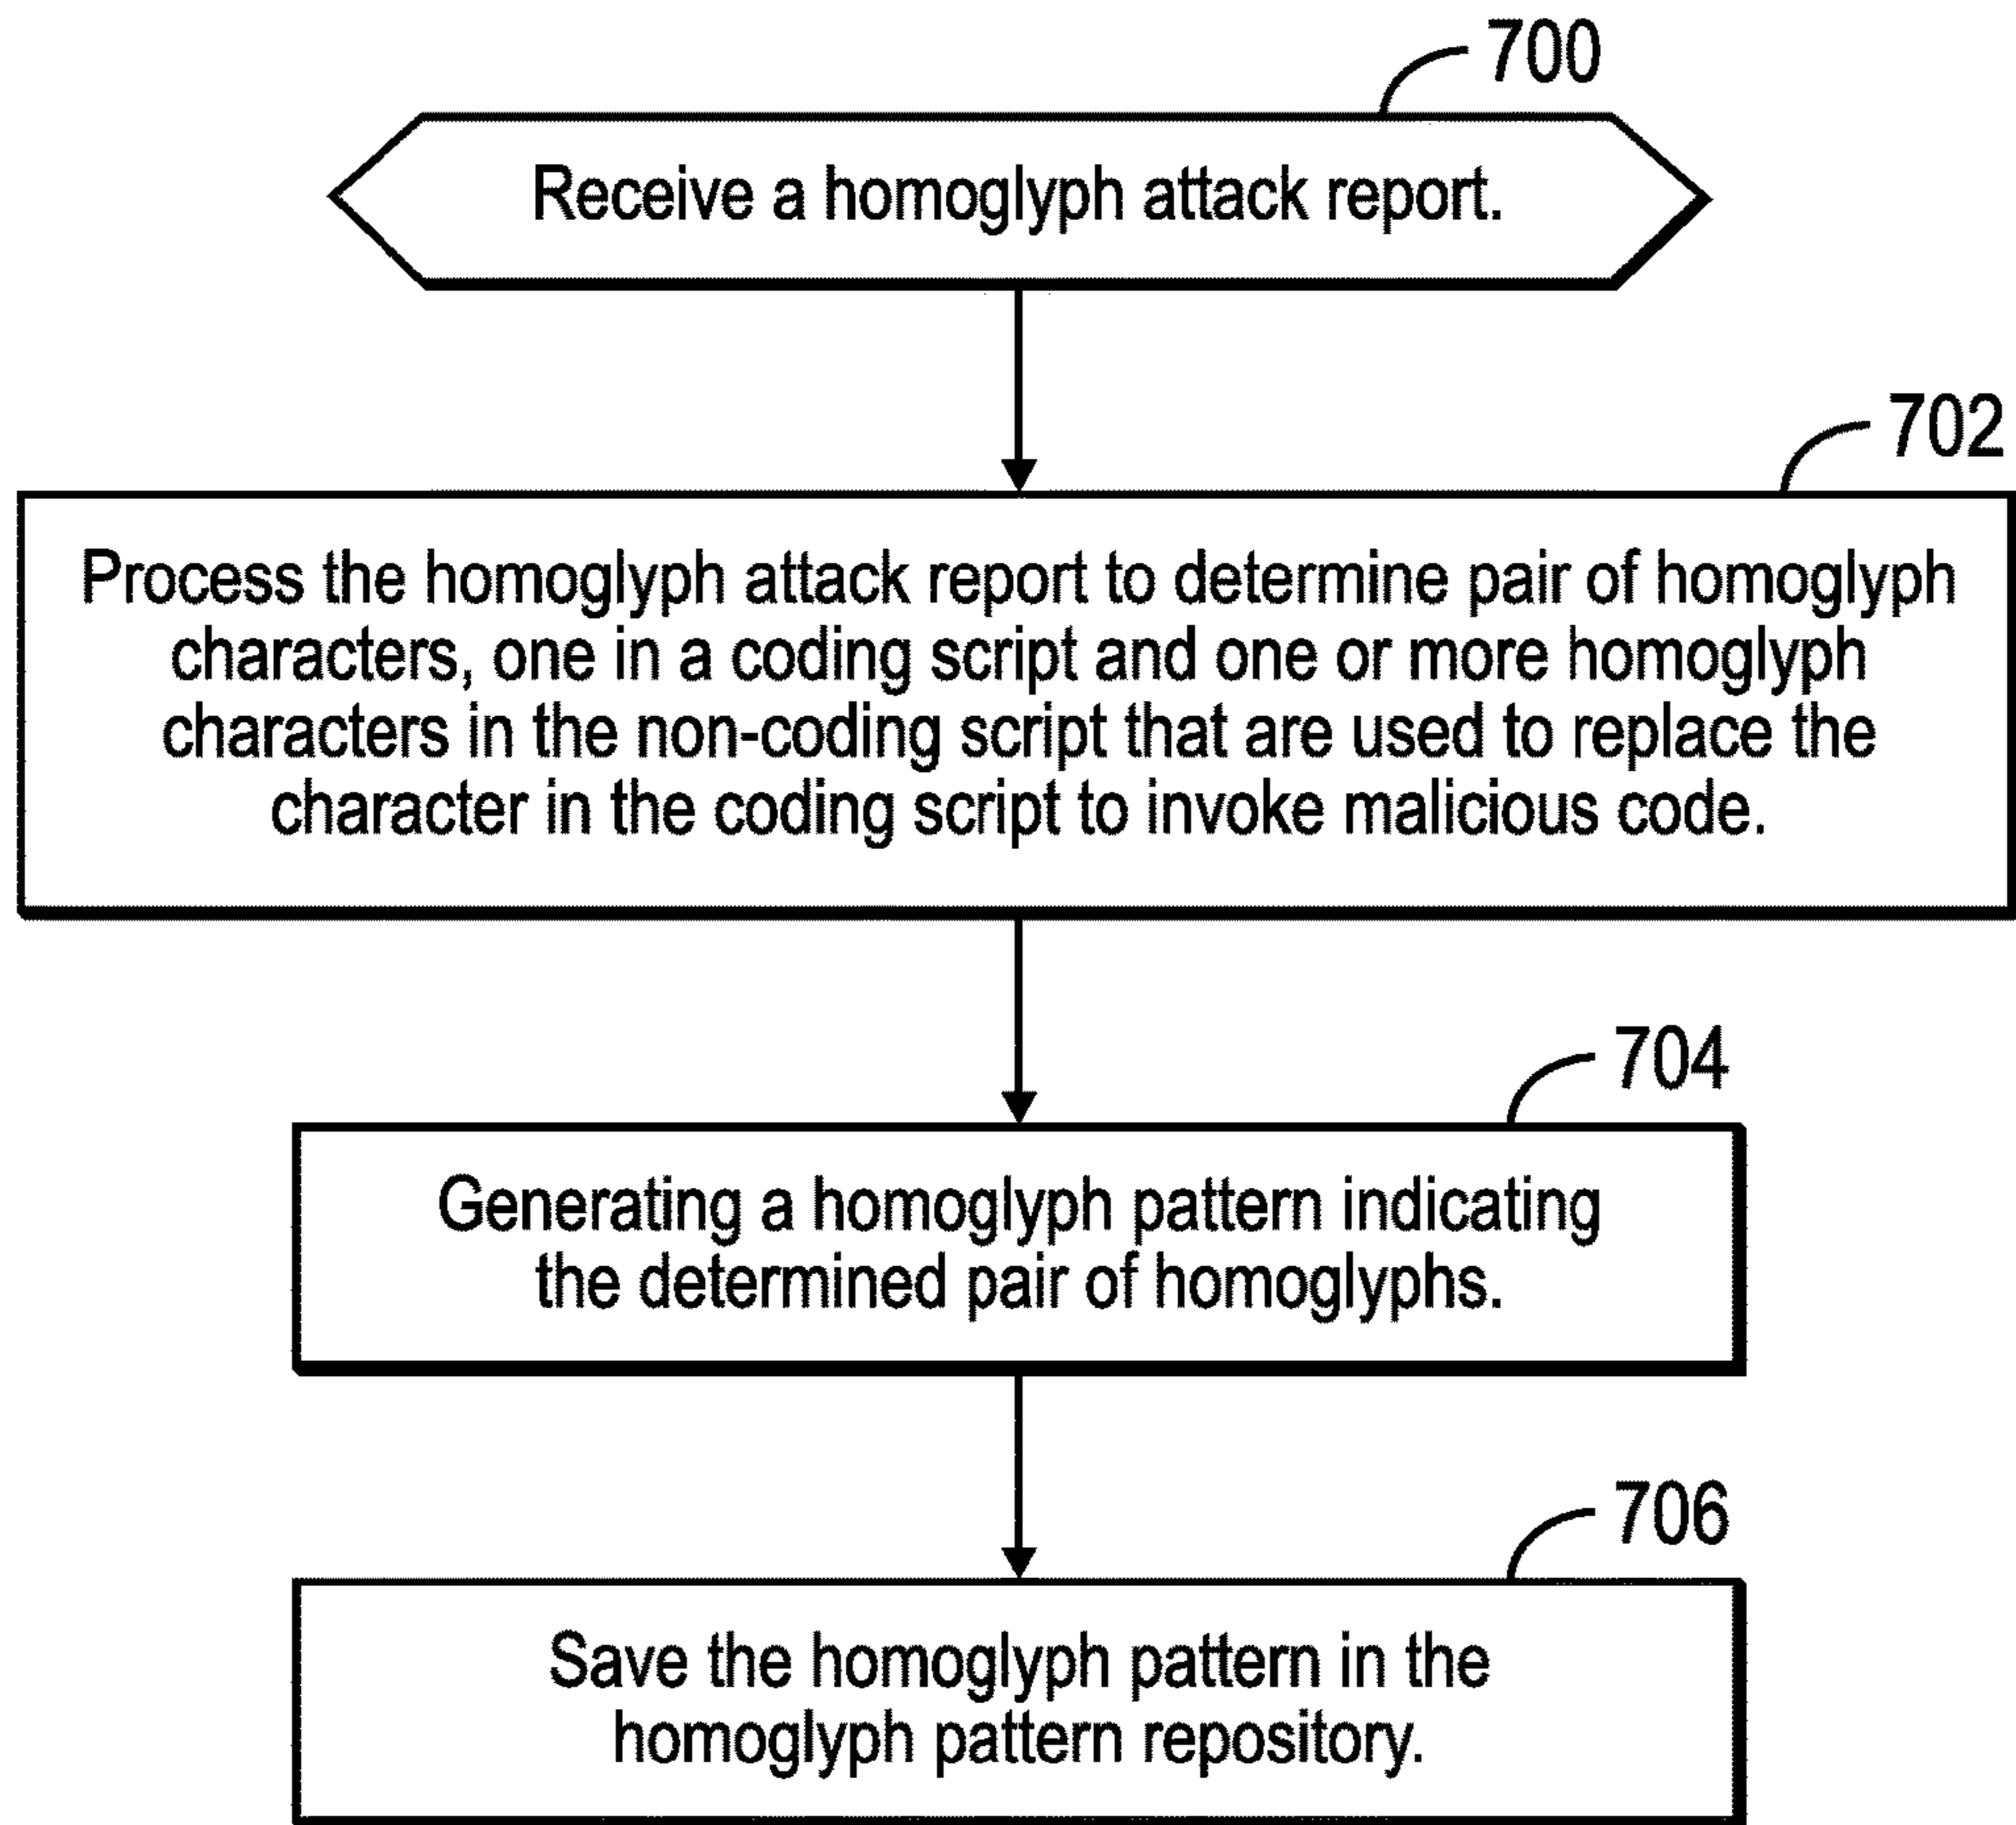 700
Receive a homoglyph attack report.
702
Process the homoglyph attack report to determine pair of homoglyph
characters, one in a coding script and one or more homoglyph
characters in the non-coding script that are used to replace the
character in the coding script to invoke malicious code.
704
Generating a homoglyph pattern indicating
the determined pair of homoglyphs.
706
Save the homoglyph pattern in the
homoglyph pattern repository.